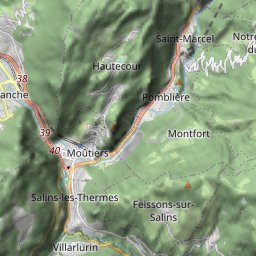 Saint-Marcel
Notre
du
Hautecour
38
Pomblière
anche
39
Montfort
40
Moûtiers
Salins-les-Thermes
Feissons-sur-
Salins
Villarlurin